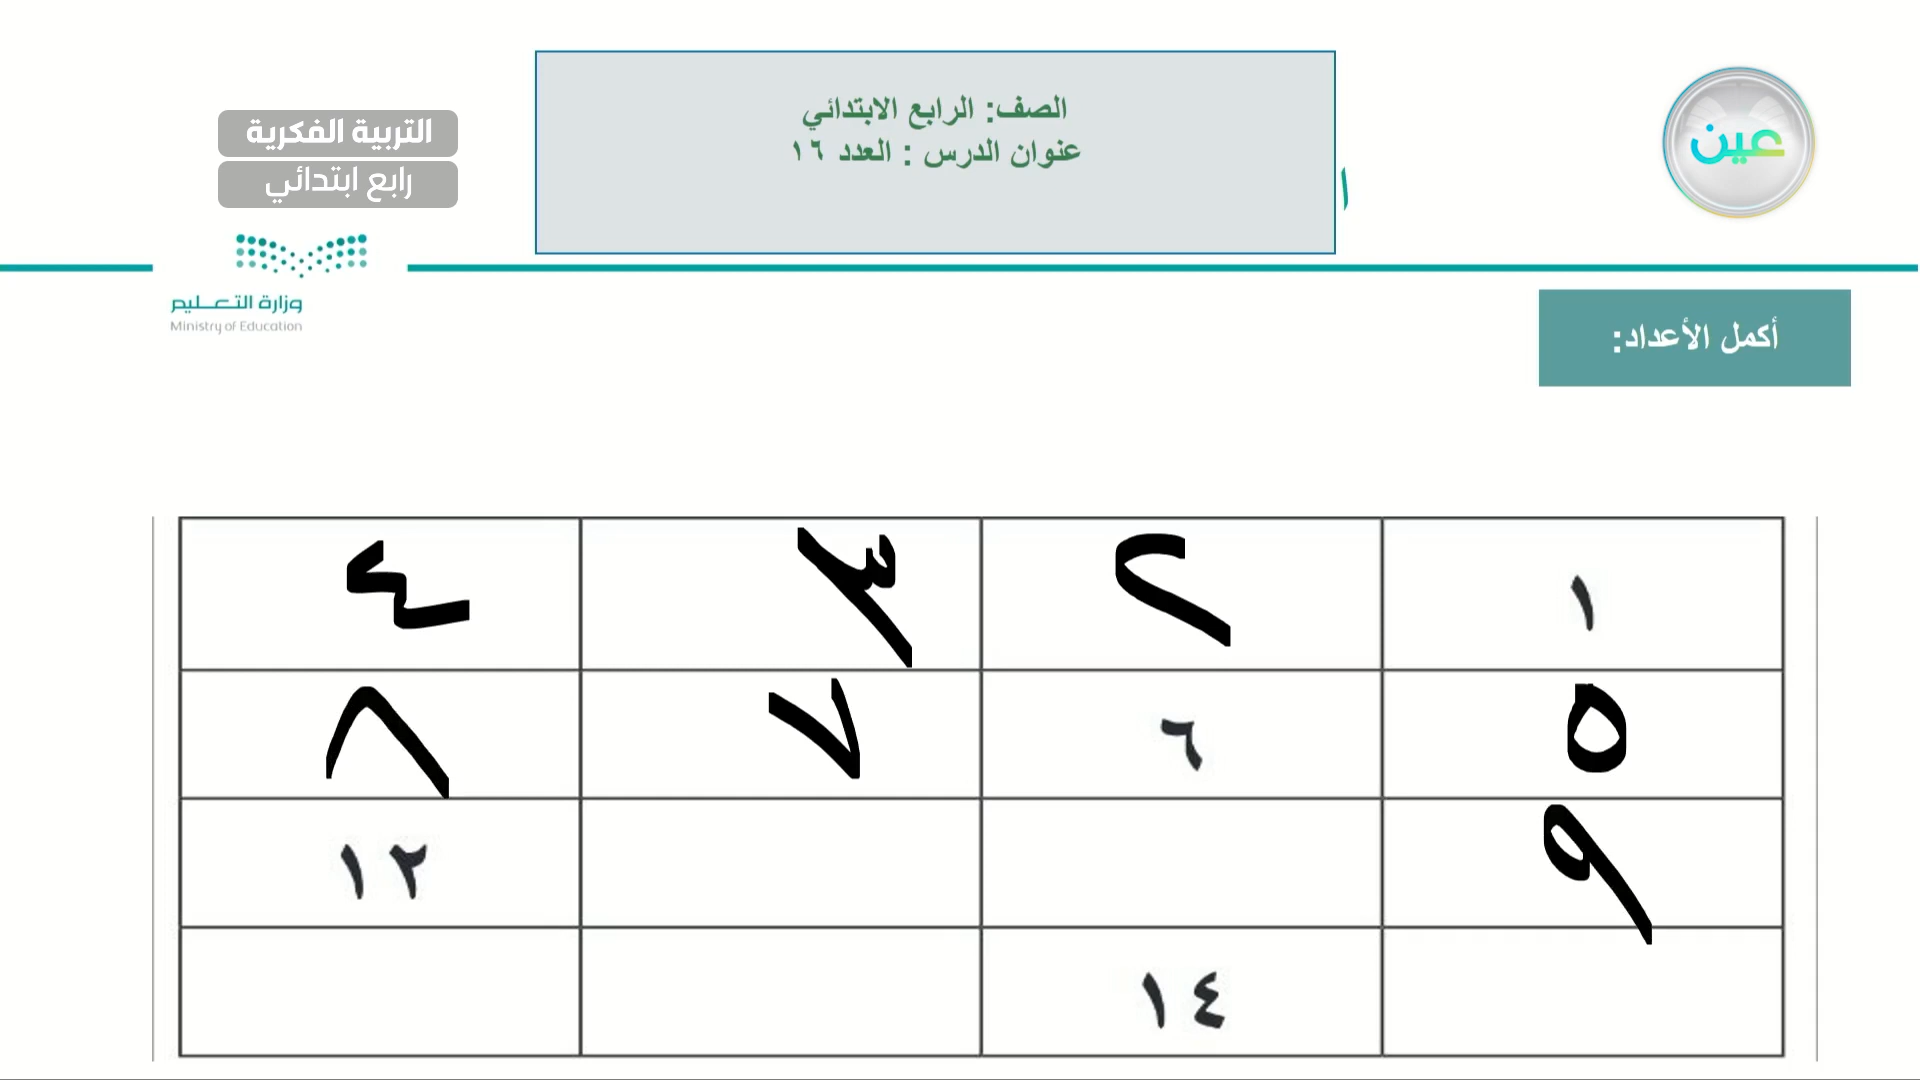 الصف: الرابع الابتدائي
عنوان الدرس : العدد ١٦
عين
التربية الفكرية
رابع ابتدائي
وزارة التعليم
Ministry of Education
أكمل الأعداد:
١ ٢ ٣ ٤
٥ ٦ ٧ ٨
٩ ١٢
١٤